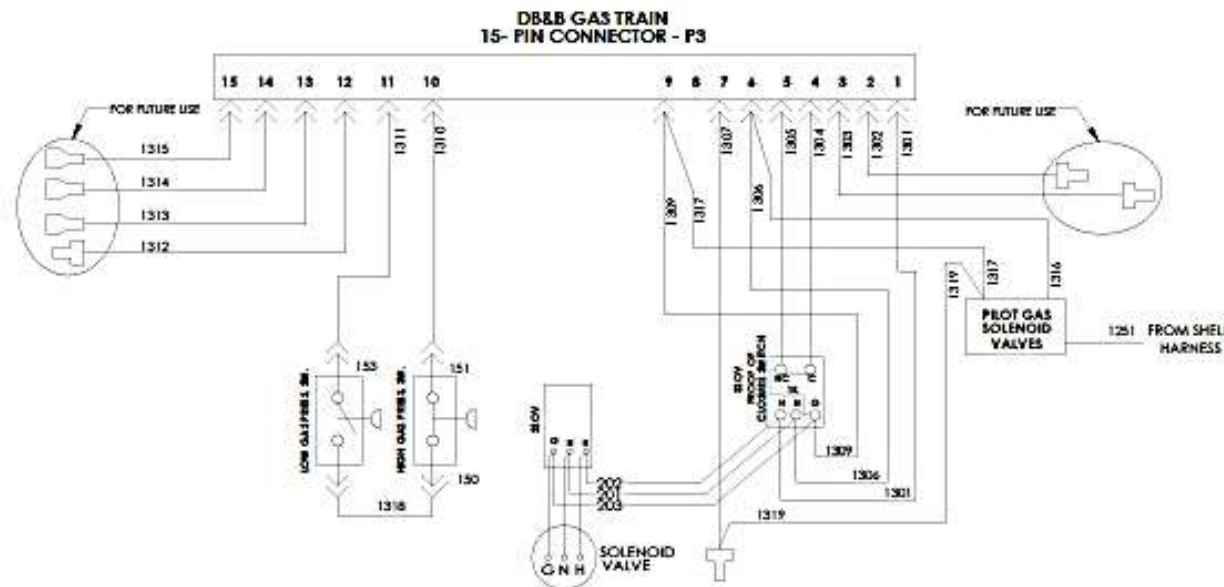 DB&B GAS TRAIN
15- PIN CONNECTOR - P3
15 14 13 12 11 10 9 8 7 6 5 4 3 2 1
FOR FUTURE USE
FOR FUTURE USE
1315
1314
1313
1312
1311
1310
1309
1317
1307
1306
1305
1304
1303
1302
1301
1319
1317
1316
PILOT GAS
SOLENOID
VALVES
1251 FROM SHELL
HARNESS
153
151
LOW GAS PRESS. SW.
HIGH GAS PRESS. SW.
150
1318
PROOF OF
CLOSURE SWITCH
1309
1306
1301
202
201
203
1319
SOLENOID
VALVE
G N H